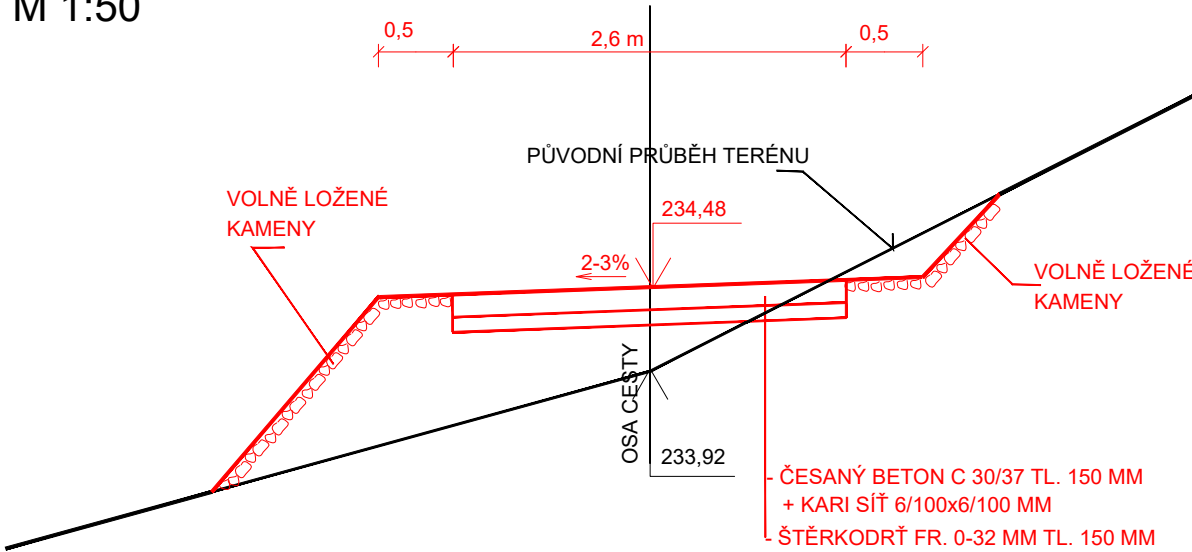 M 1:50
0,5
2,6 m
0,5
PŮVODNÍ PRŮBĚH TERÉNU
VOLNĚ LOŽENÉ
KAMENY
234,48
2-3%
VOLNĚ LOŽENÉ
KAMENY
OSA CESTY
233,92
- ČESANÝ BETON C 30/37 TL. 150 MM
+ KARI SÍŤ 6/100x6/100 MM
- ŠTĚRKODRŤ FR. 0-32 MM TL. 150 MM